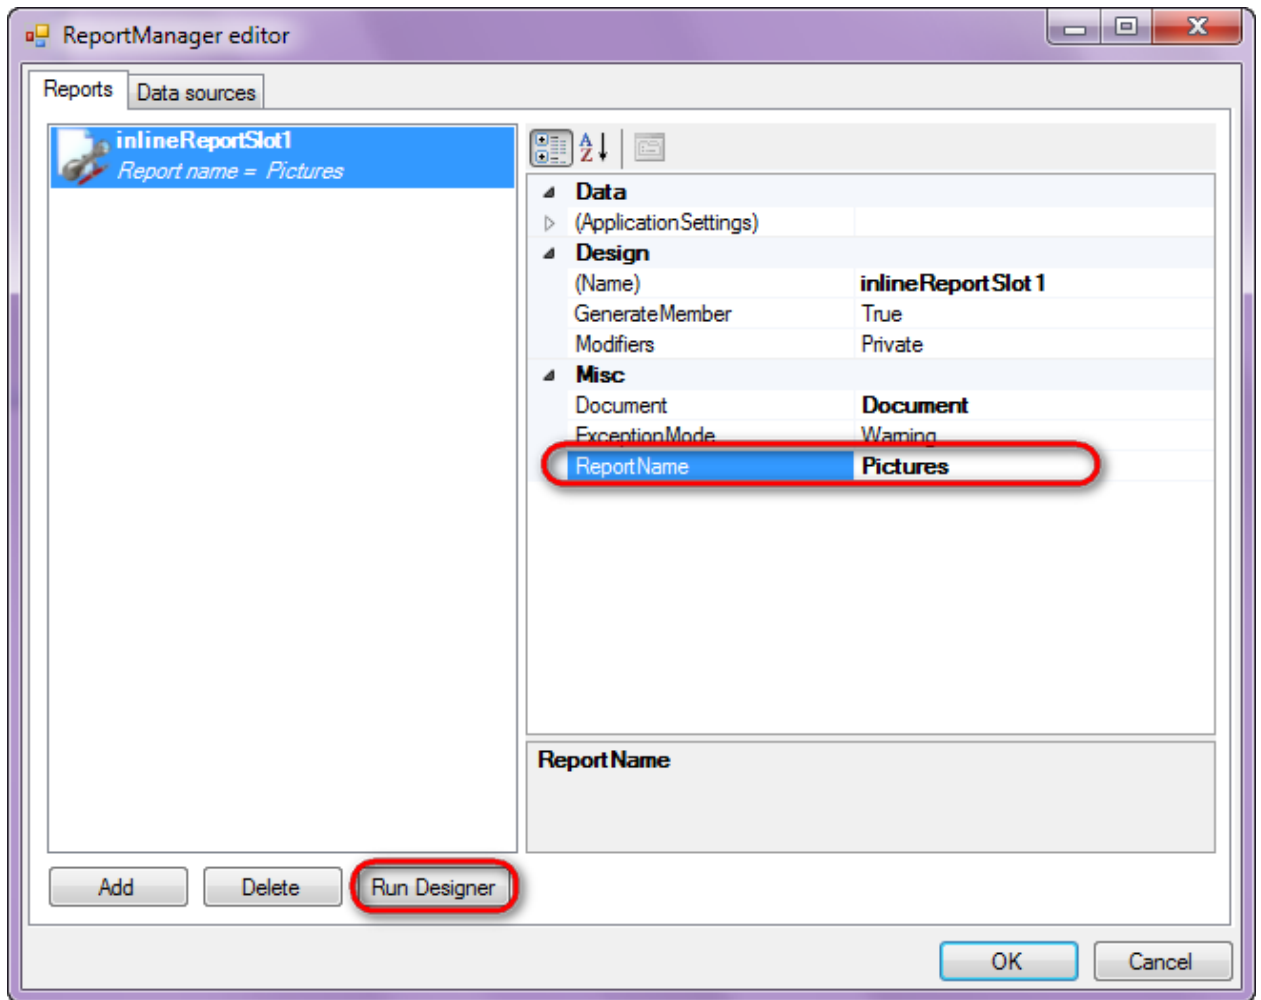 ReportManager editor
Reports
Data sources
inlineReportSlot1
Report name = Pictures
Data
(ApplicationSettings)
Design
(Name) inlineReportSlot1
GenerateMember True
Modifiers Private
Misc
Document Document
ExceptionMode Warning
ReportName Pictures
ReportName
Add
Delete
Run Designer
OK
Cancel